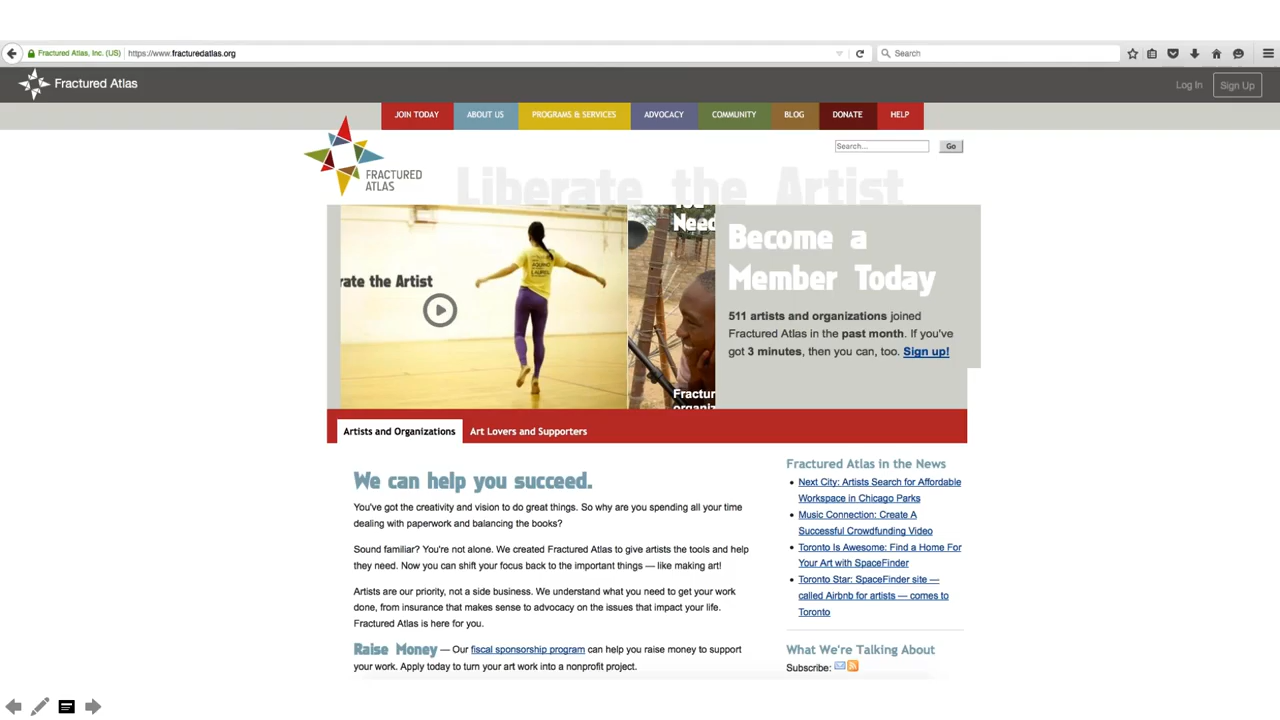 Fractured Atlas, Inc. (US)
https://www.fracturedatlas.org
Search
Fractured Atlas
Log In
Sign Up
JOIN TODAY
ABOUT US
PROGRAMS & SERVICES
ADVOCACY
COMMUNITY
BLOG
DONATE
HELP
Search...
Go
FRACTURED
ATLAS
Liberate the Artist
rate the Artist
Need
Fractur
Become a
Member Today
511 artists and organizations joined
Fractured Atlas in the past month. If you've
got 3 minutes, then you can, too. Sign up!
Artists and Organizations
Art Lovers and Supporters
We can help you succeed.
You've got the creativity and vision to do great things. So why are you spending all your time
dealing with paperwork and balancing the books?
Sound familiar? You're not alone. We created Fractured Atlas to give artists the tools and help
they need. Now you can shift your focus back to the important things — like making art!
Artists are our priority, not a side business. We understand what you need to get your work
done, from insurance that makes sense to advocacy on the issues that impact your life.
Fractured Atlas is here for you.
Raise Money — Our fiscal sponsorship program can help you raise money to support
your work. Apply today to turn your art work into a nonprofit project.
Fractured Atlas in the News
Next City: Artists Search for Affordable
Workspace in Chicago Parks
Music Connection: Create A
Successful Crowdfunding Video
Toronto Is Awesome: Find a Home For
Your Art with SpaceFinder
Toronto Star: SpaceFinder site —
called Airbnb for artists — comes to
Toronto
What We're Talking About
Subscribe: